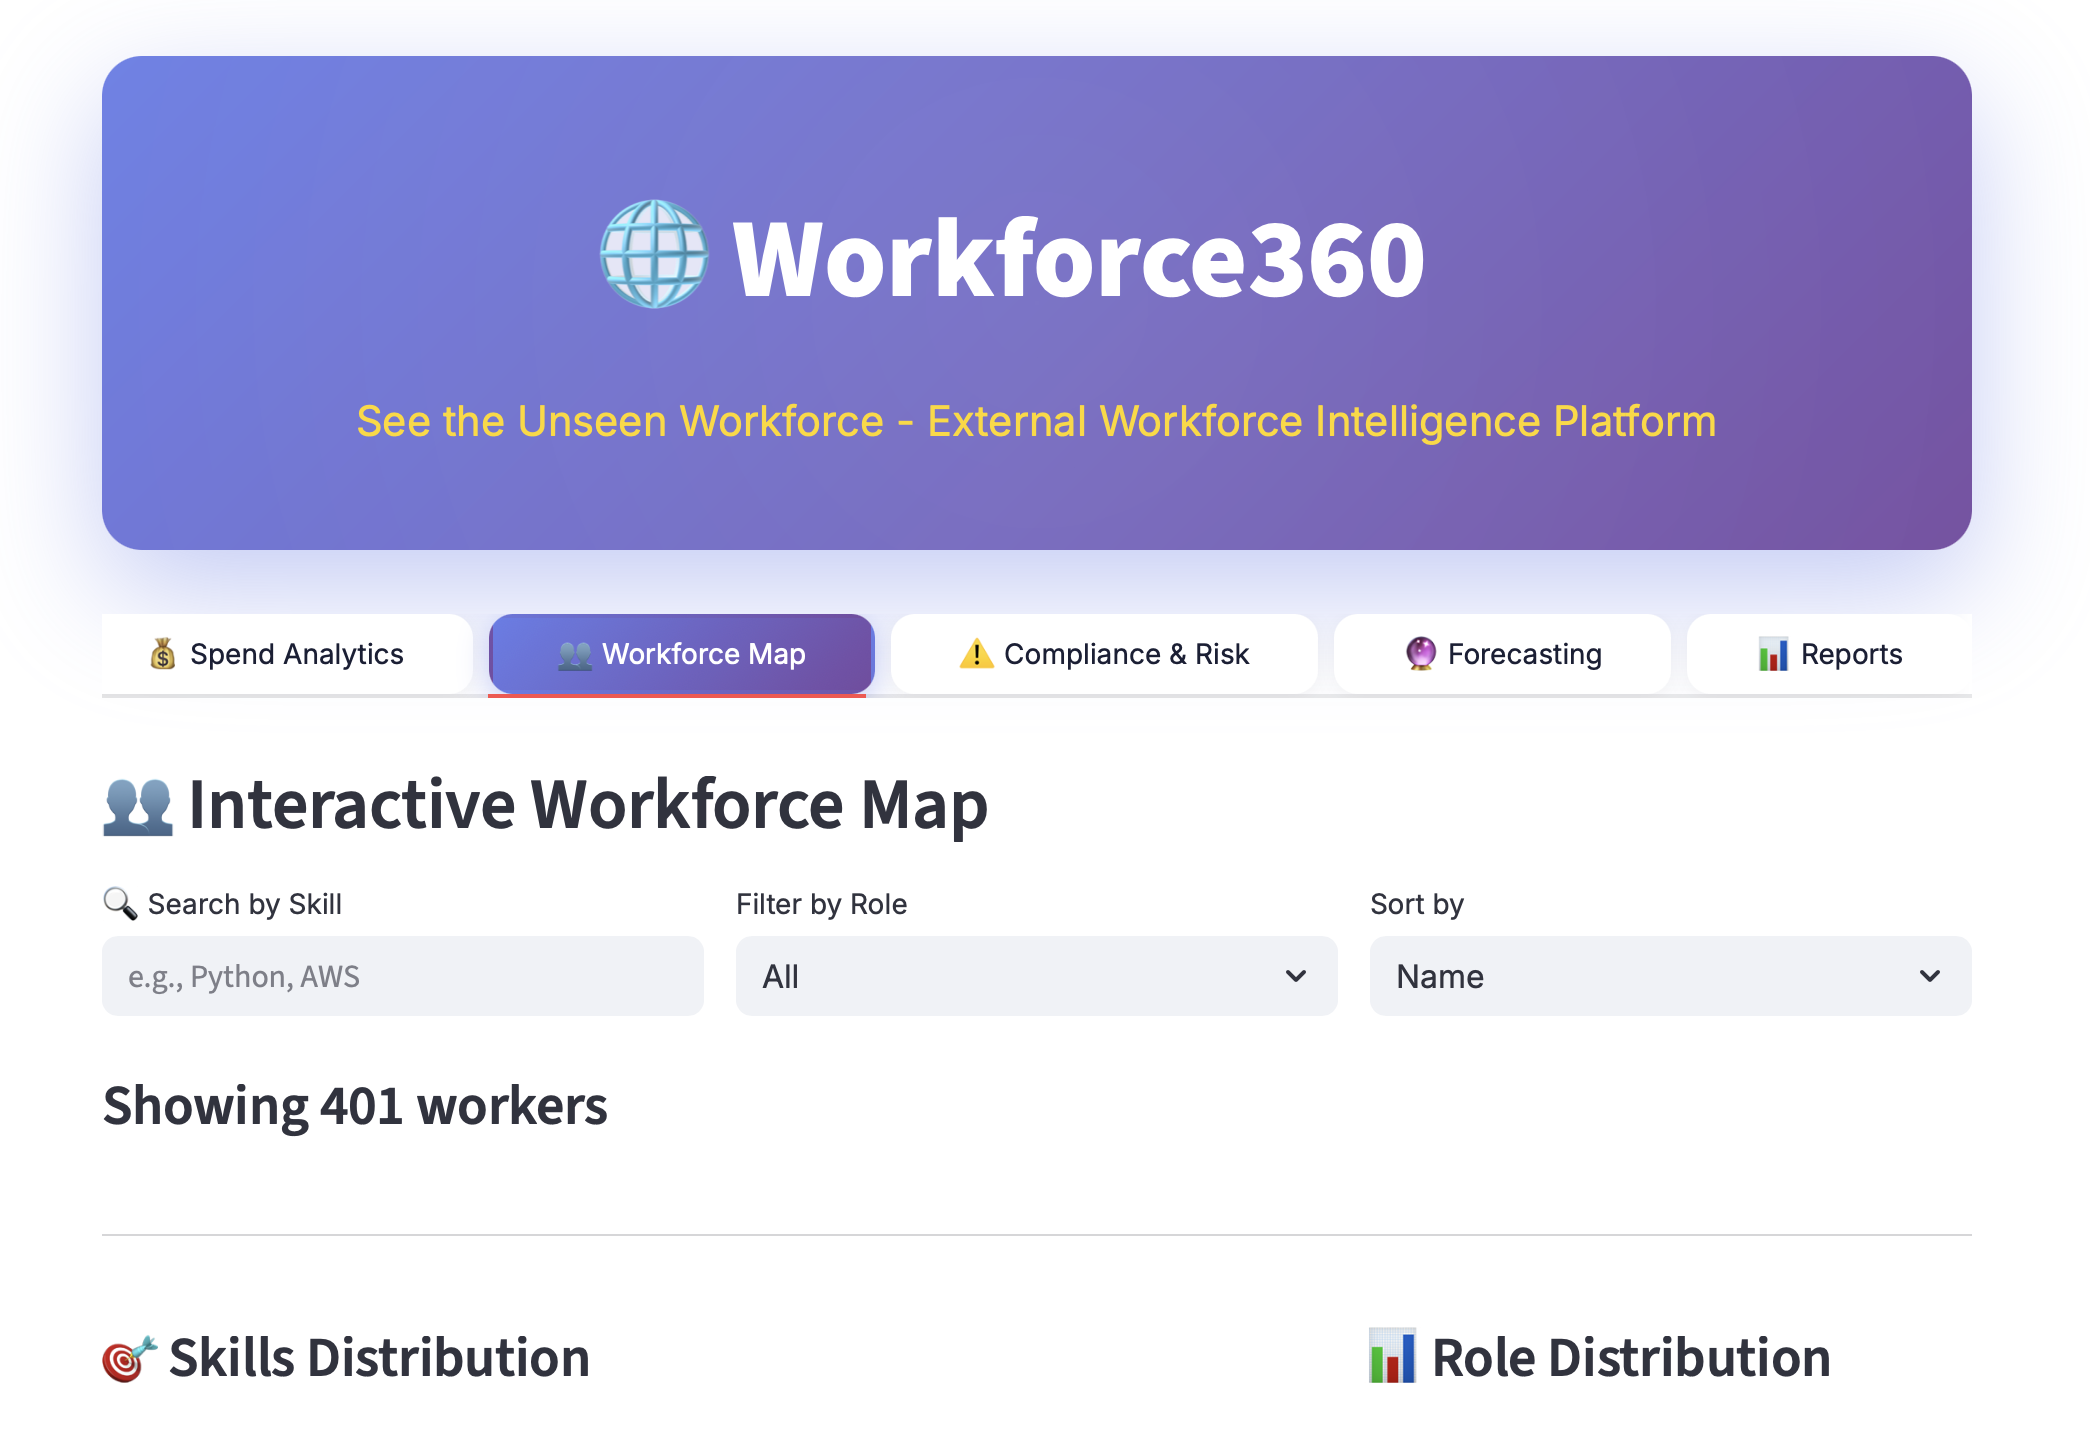 Workforce360
See the Unseen Workforce - External Workforce Intelligence Platform
Spend Analytics
Workforce Map
Compliance & Risk
Forecasting
Reports
Interactive Workforce Map
Search by Skill
Filter by Role
Sort by
e.g., Python, AWS
All
Name
Showing 401 workers
Skills Distribution
Role Distribution